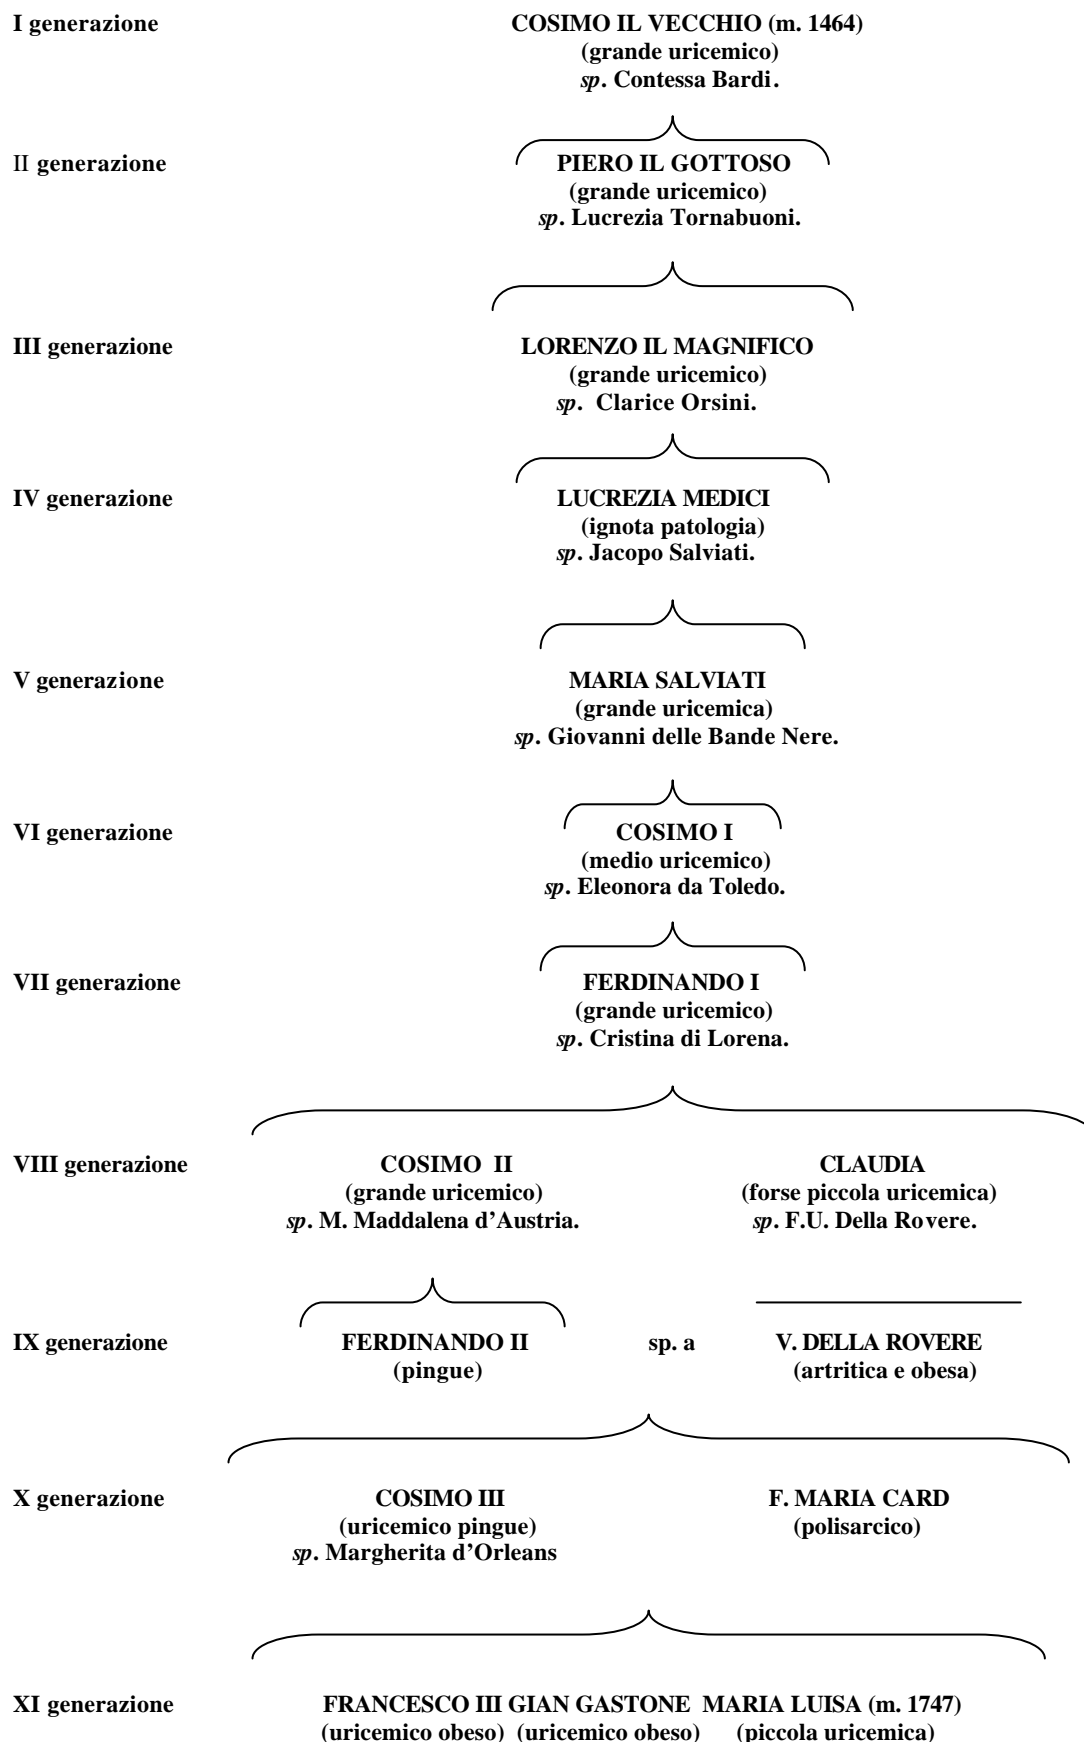 I generazione COSIMO IL VECCHIO (m. 1464)
(grande uricemico)
sp. Contessa Bardi.
II generazione PIERO IL GOTTOSO
(grande uricemico)
sp. Lucrezia Tornabuoni.
III generazione LORENZO IL MAGNIFICO
(grande uricemico)
sp. Clarice Orsini.
IV generazione LUCREZIA MEDICI
(ignota patologia)
sp. Jacopo Salviati.
V generazione MARIA SALVIATI
(grande uricemica)
sp. Giovanni delle Bande Nere.
VI generazione COSIMO I
(medio uricemico)
sp. Eleonora da Toledo.
VII generazione FERDINANDO I
(grande uricemico)
sp. Cristina di Lorena.
VIII generazione COSIMO II CLAUDIA
(grande uricemico) (forse piccola uricemica)
sp. M. Maddalena d'Austria. sp. F.U. Della Rovere.
IX generazione FERDINANDO II sp. a V. DELLA ROVERE
(pingue) (artritica e obesa)
X generazione COSIMO III F. MARIA CARD
(uricemico pingue) (polisarcico)
sp. Margherita d'Orleans
XI generazione FRANCESCO III GIAN GASTONE MARIA LUISA (m. 1747)
(uricemico obeso) (uricemico obeso) (piccola uricemica)